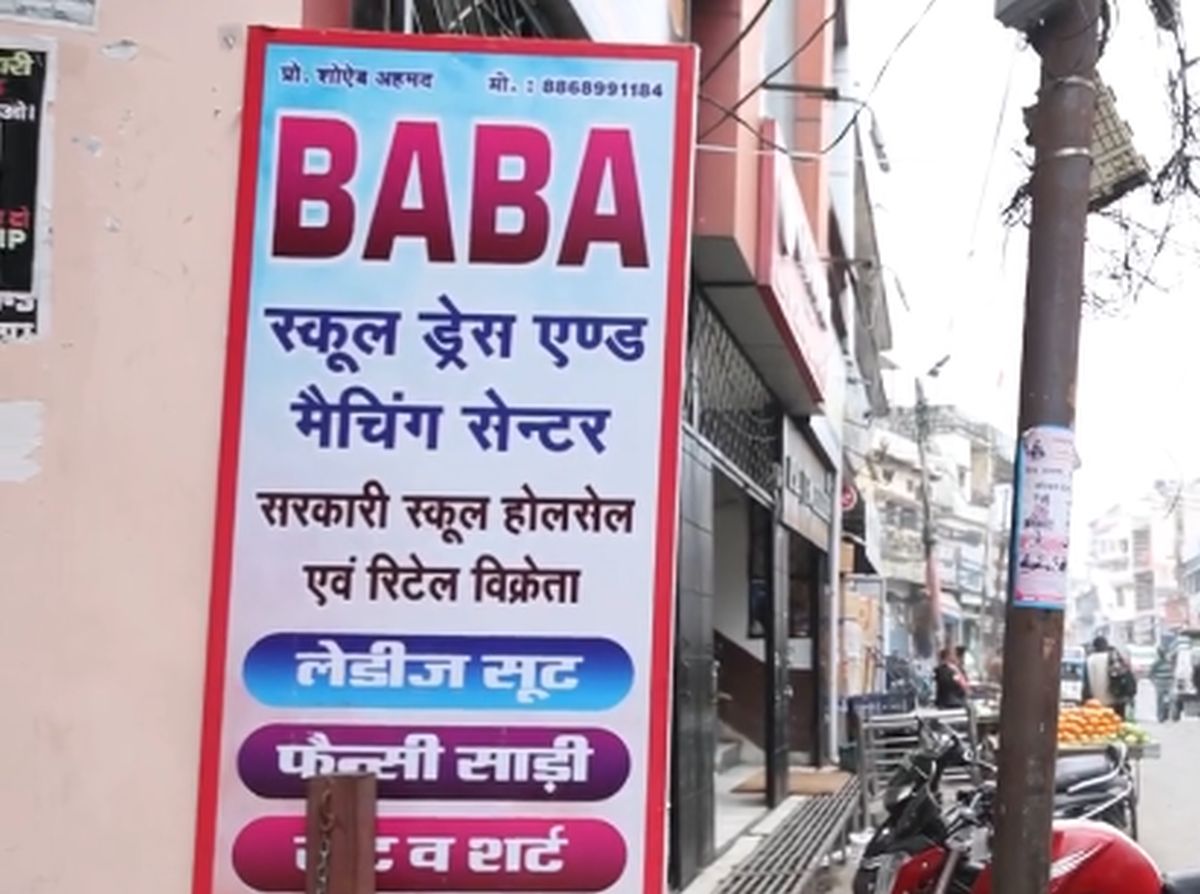 प्रो. शोऐब अहमद मो. : 8868991184
BABA
स्कूल ड्रेस एण्ड
मैचिंग सेन्टर
सरकारी स्कूल होलसेल
एवं रिटेल विक्रेता
लेडीज सूट
फैन्सी साड़ी
व शर्ट